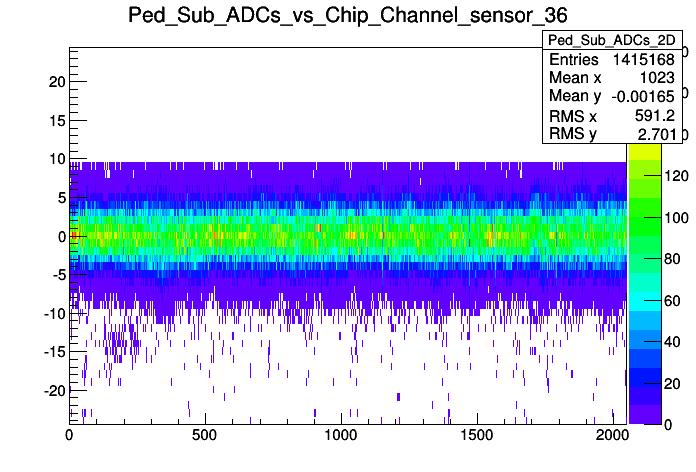 Ped_Sub_ADCs_vs_Chip_Channel_sensor_36
Ped_Sub_ADCs_2D
Entries 1415168
Mean x 1023
Mean y -0.00165
RMS x 591.2
RMS y 2.701
20
15
10
5
0
-5
-10
-15
-20
0 500 1000 1500 2000
120
100
80
60
40
20
0